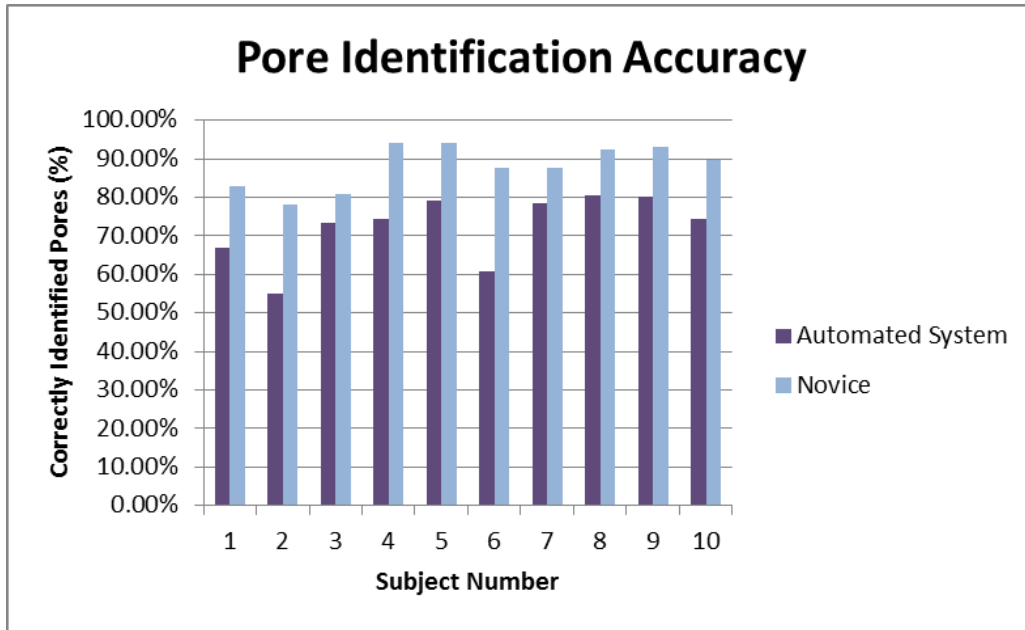 Pore Identification Accuracy
Correctly Identified Pores (%)
100.00%
90.00%
80.00%
70.00%
60.00%
50.00%
40.00%
30.00%
20.00%
10.00%
0.00%
1 2 3 4 5 6 7 8 9 10
Subject Number
Automated System
Novice